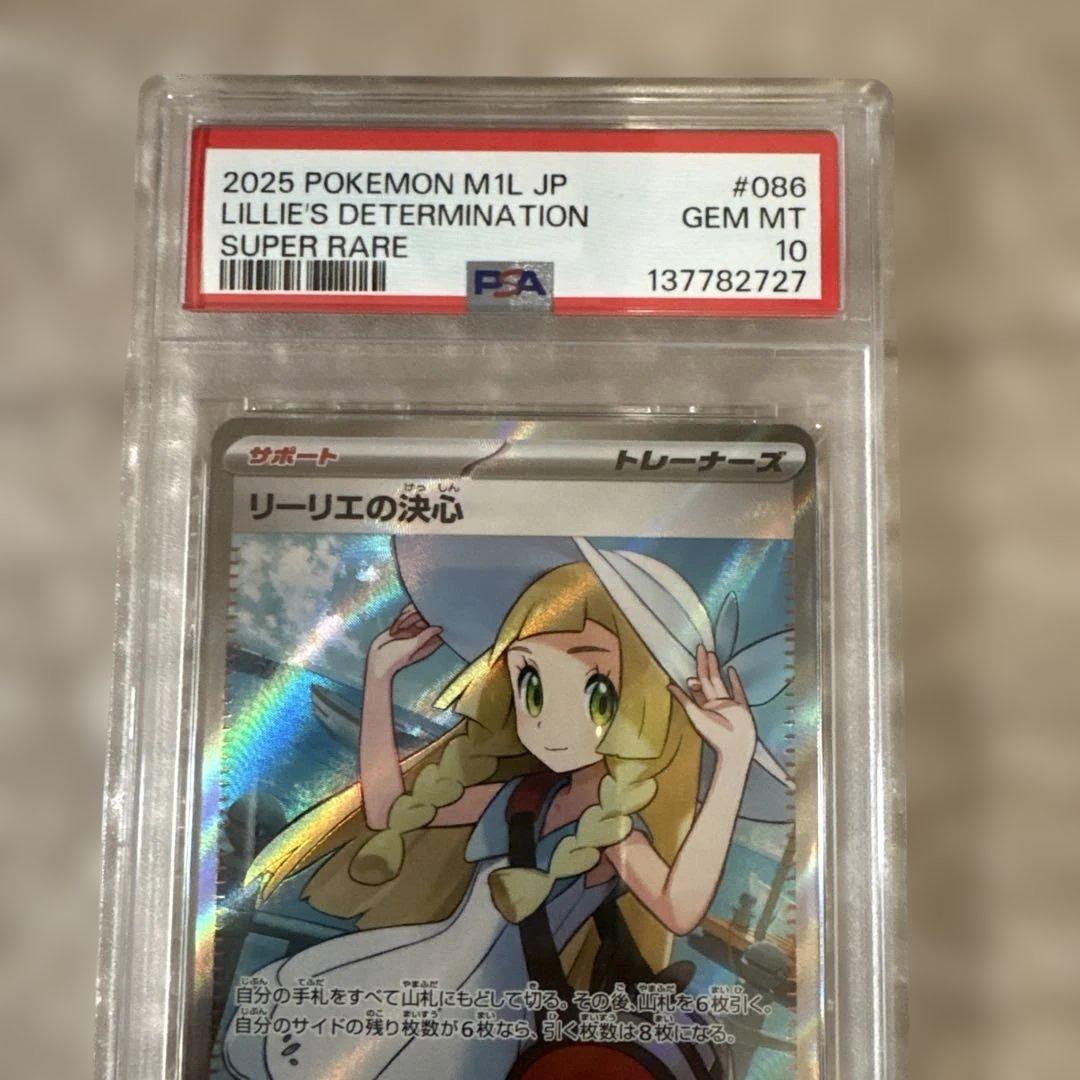 2025 POKEMON M1L JP #086
LILLIE'S DETERMINATION GEM MT
SUPER RARE 10
PSA 137782727
サポート トレーナーズ
けっ しん
リーリエの決心
じぶん てふだ やまふだ き ご やまふだ まい ひ
自分の手札をすべて山札にもどして切る。その後、山札を6枚引く。
じぶん のこ まいすう まい ひ まいすう まい
自分のサイドの残り枚数が6枚なら、引く枚数は8枚になる。